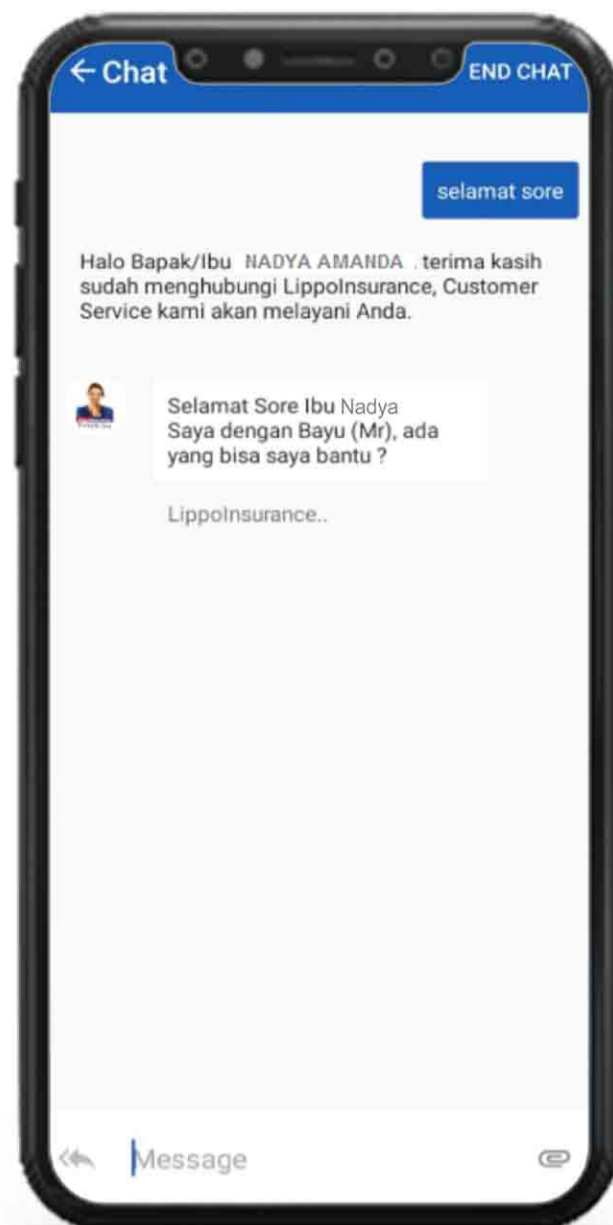 ← Chat
END CHAT
selamat sore
Halo Bapak/Ibu NADYA AMANDA . terima kasih
sudah menghubungi LippoInsurance, Customer
Service kami akan melayani Anda.
Selamat Sore Ibu Nadya
Saya dengan Bayu (Mr), ada
yang bisa saya bantu ?
LippoInsurance..
Message